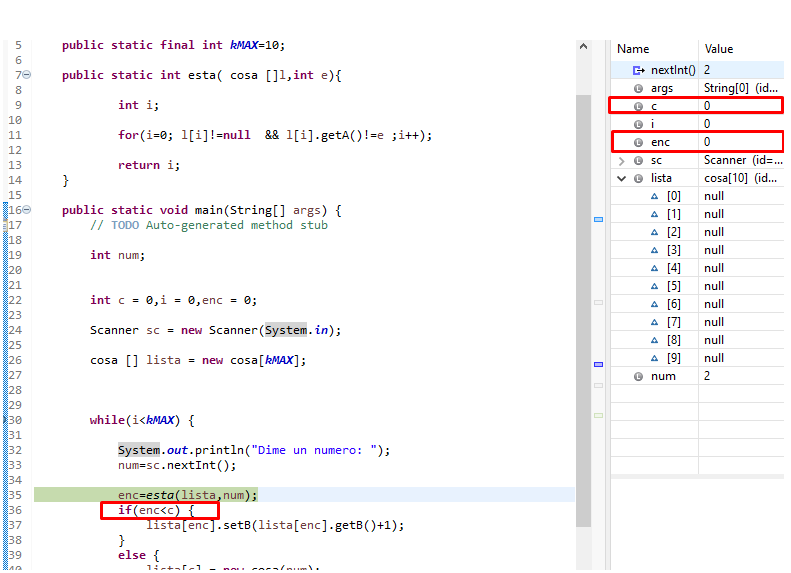 5 public static final int kMAX=10;
6
7 public static int esta( cosa []l,int e){
8
9 int i;
10
11 for(i=0; l[i]!=null && l[i].getA()!=e ;i++);
12
13 return i;
14 }
15
16 public static void main(String[] args) {
17 // TODO Auto-generated method stub
18
19 int num;
20
21
22 int c = 0,i = 0,enc = 0;
23
24 Scanner sc = new Scanner(System.in);
25
26 cosa [] lista = new cosa[kMAX];
27
28
29
30 while(i<kMAX) {
31
32 System.out.println("Dime un numero: ");
33 num=sc.nextInt();
34
35 enc=esta(lista,num);
36 if(enc<c) {
37 lista[enc].setB(lista[enc].getB()+1);
38 }
39 else {
40 lista[c] = new cosa(num);
Name Value
nextInt() 2
args String[0] (id...
c 0
i 0
enc 0
sc Scanner (id=...
lista cosa[10] (id...
[0] null
[1] null
[2] null
[3] null
[4] null
[5] null
[6] null
[7] null
[8] null
[9] null
num 2